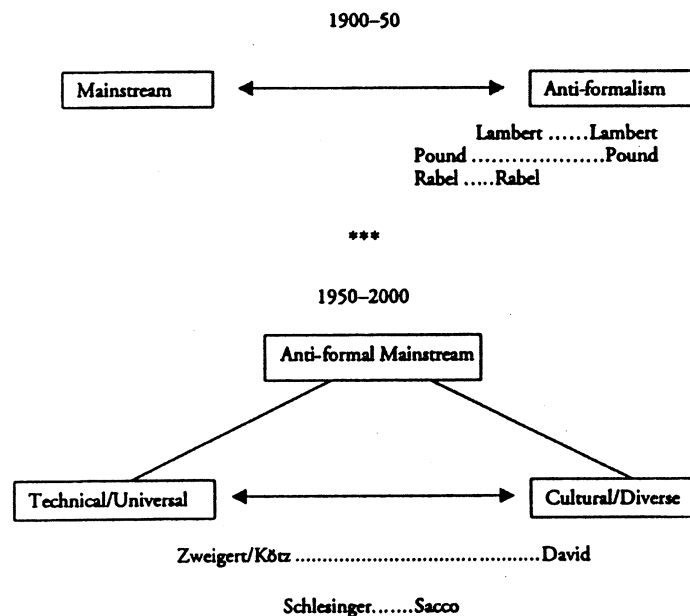 1900–50
Mainstream Anti-formalism
Lambert ......Lambert
Pound .....................Pound
Rabel .....Rabel
***
1950–2000
Anti-formal Mainstream
Technical/Universal Cultural/Diverse
Zweigert/Kötz ..........................................David
Schlesinger.......Sacco